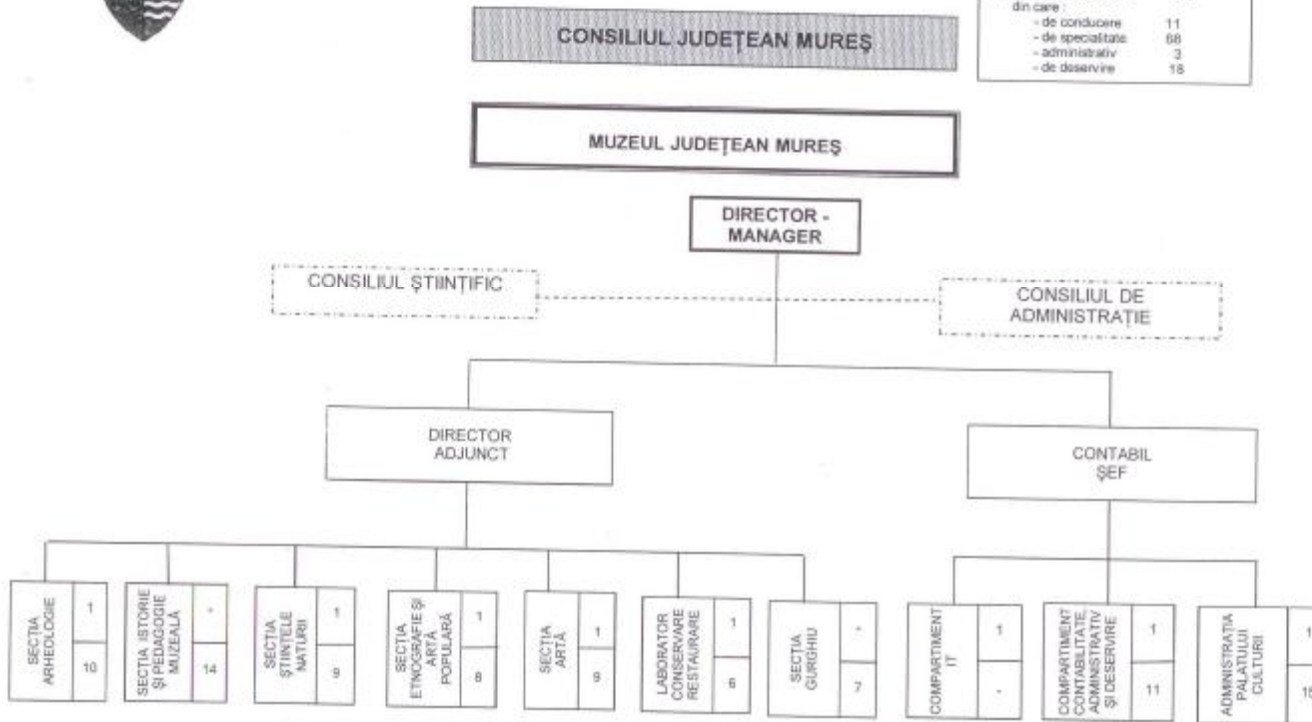 CONSILIUL JUDEȚEAN MUREȘ
din care :
- de conducere 11
- de specialitate 68
- administrativ 3
- de deservire 18
MUZEUL JUDEȚEAN MUREȘ
DIRECTOR -
MANAGER
CONSILIUL ȘTIINȚIFIC
CONSILIUL DE
ADMINISTRAȚIE
DIRECTOR
ADJUNCT
CONTABIL
ȘEF
SECȚIA
ARHEOLOGIE
1
10
SECȚIA ISTORIE
ȘI PEDAGOGIE
MUZEALĂ
-
14
SECȚIA
ȘTIINȚELE
NATURII
1
9
SECȚIA
ETNOGRAFIE ȘI
ARTĂ
POPULARĂ
1
8
SECȚIA
ARTĂ
1
9
LABORATOR
CONSERVARE
RESTAURARE
1
6
SECȚIA
GURGHIU
-
7
COMPARTIMENT
IT
1
-
COMPARTIMENT
CONTABILITATE,
ADMINISTRATIV
ȘI DESERVIRE
1
11
ADMINISTRAȚIA
PALATULUI
CULTURI
1
15